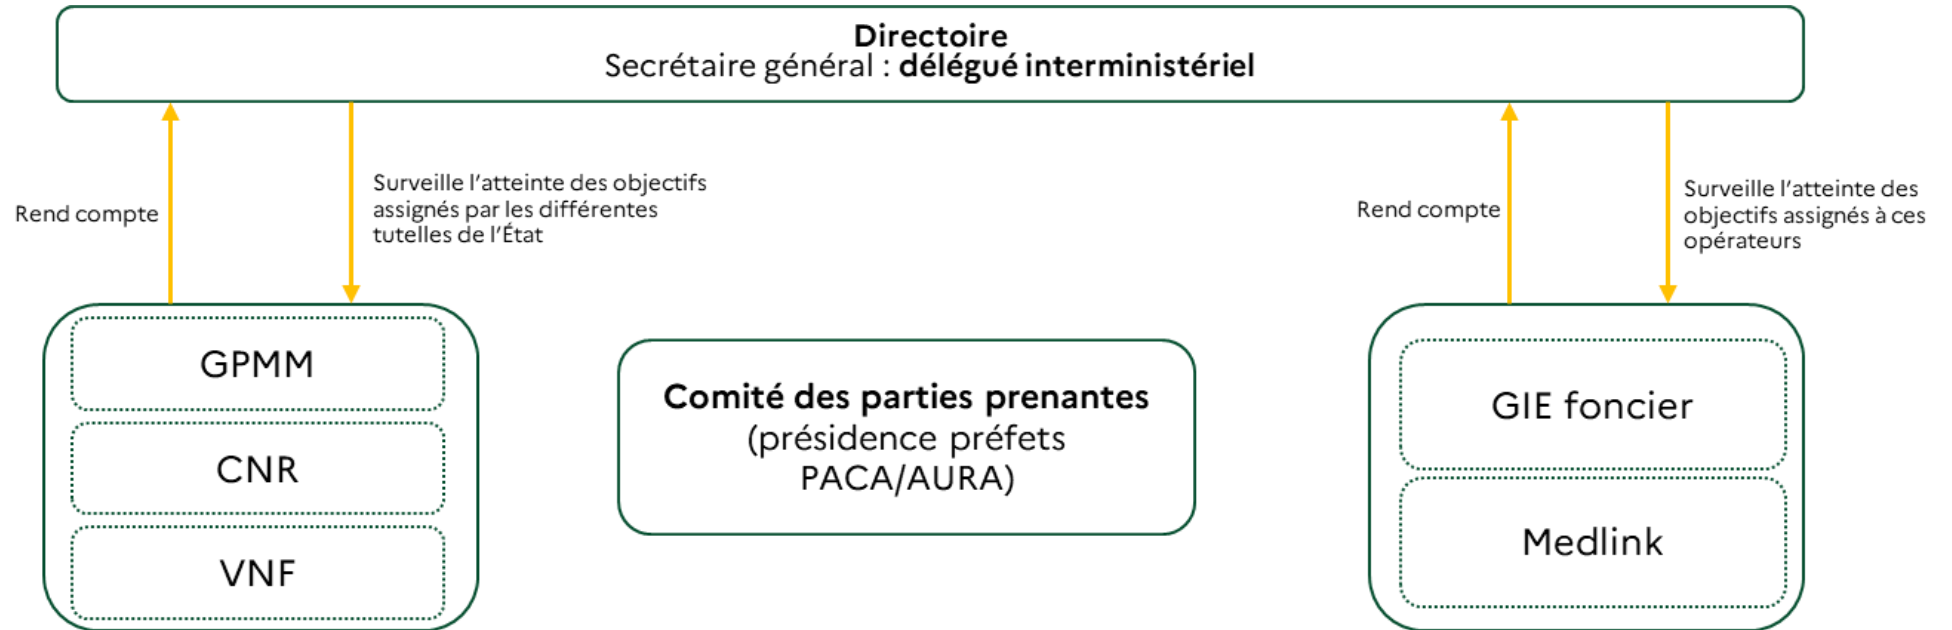 Directoire
Secrétaire général : délégué interministériel
Rend compte
Surveille l’atteinte des objectifs
assignés par les différentes
tutelles de l’État
Rend compte
Surveille l’atteinte des
objectifs assignés à ces
opérateurs
GPMM
CNR
VNF
Comité des parties prenantes
(présidence préfets
PACA/AURA)
GIE foncier
Medlink